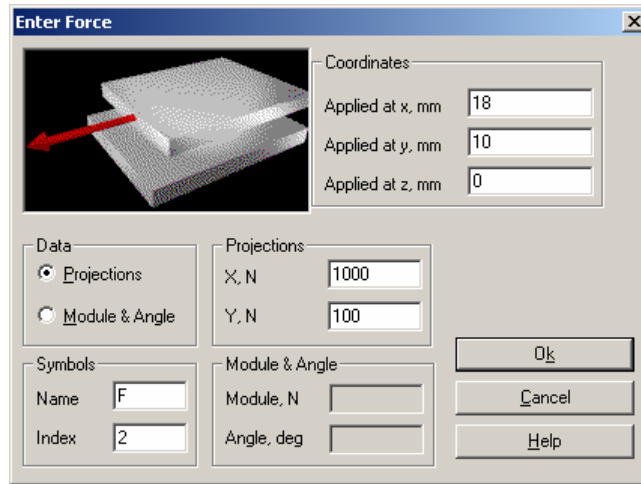 Enter Force
Coordinates
Applied at x, mm 18
Applied at y, mm 10
Applied at z, mm 0
Data
Projections
Module & Angle
Projections
X, N 1000
Y, N 100
Symbols
Name F
Index 2
Module & Angle
Module, N
Angle, deg
Ok
Cancel
Help